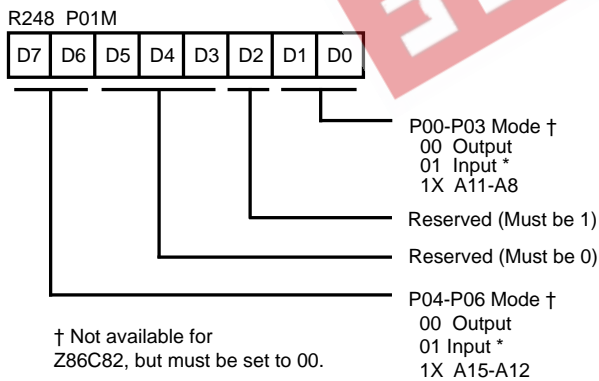 R248 P01M
D7 D6 D5 D4 D3 D2 D1 D0
P00-P03 Mode †
00 Output
01 Input *
1X A11-A8
Reserved (Must be 1)
Reserved (Must be 0)
P04-P06 Mode †
00 Output
01 Input *
1X A15-A12
† Not available for
Z86C82, but must be set to 00.